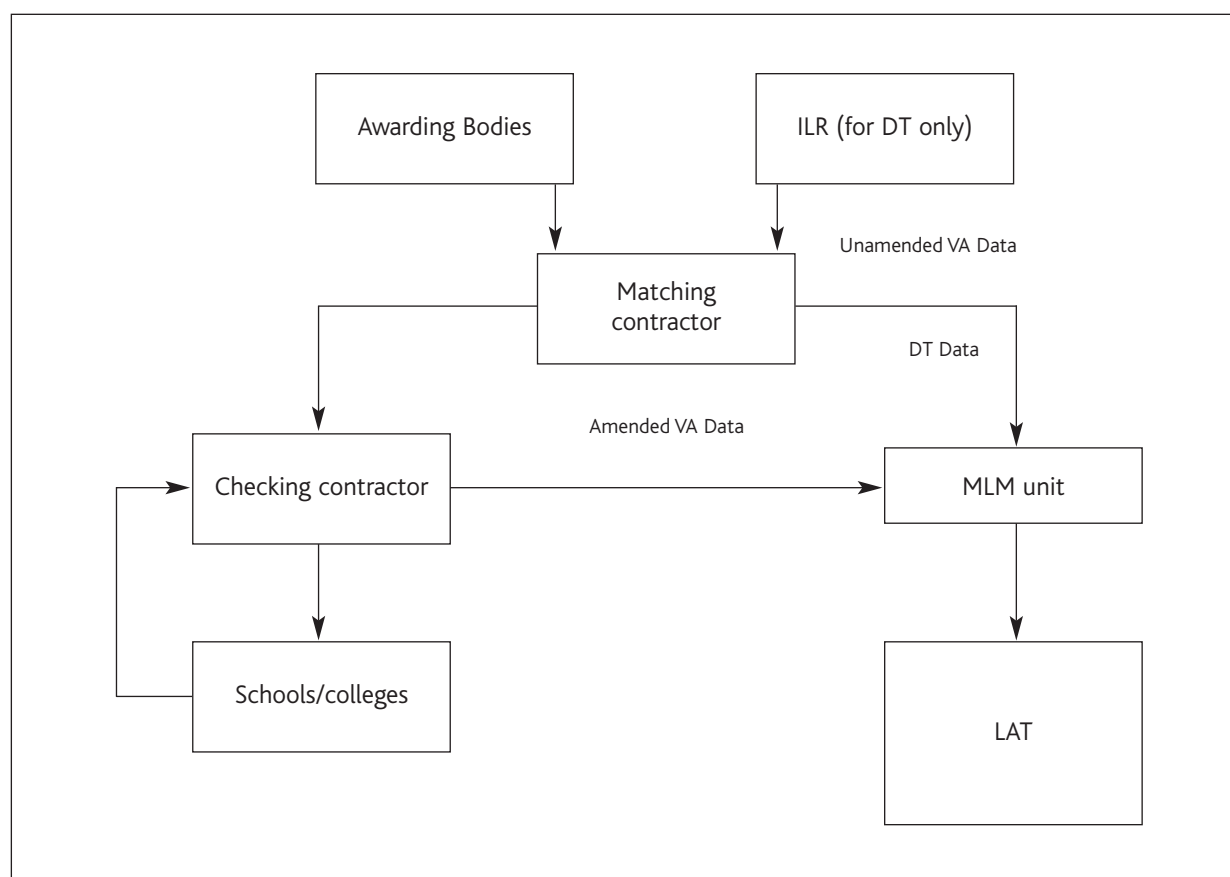 Awarding Bodies
ILR (for DT only)
Unamended VA Data
Matching
contractor
DT Data
Amended VA Data
Checking contractor
MLM unit
Schools/colleges
LAT